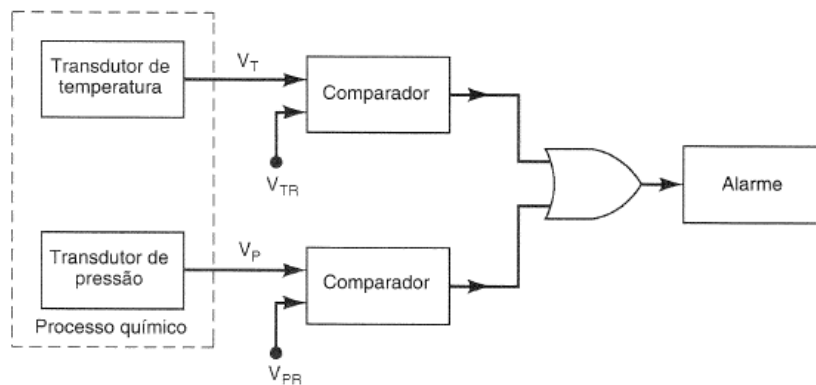 Transdutor de
temperatura
V_T
Comparador
V_TR
Alarme
Transdutor de
pressão
V_P
Comparador
Processo químico
V_PR